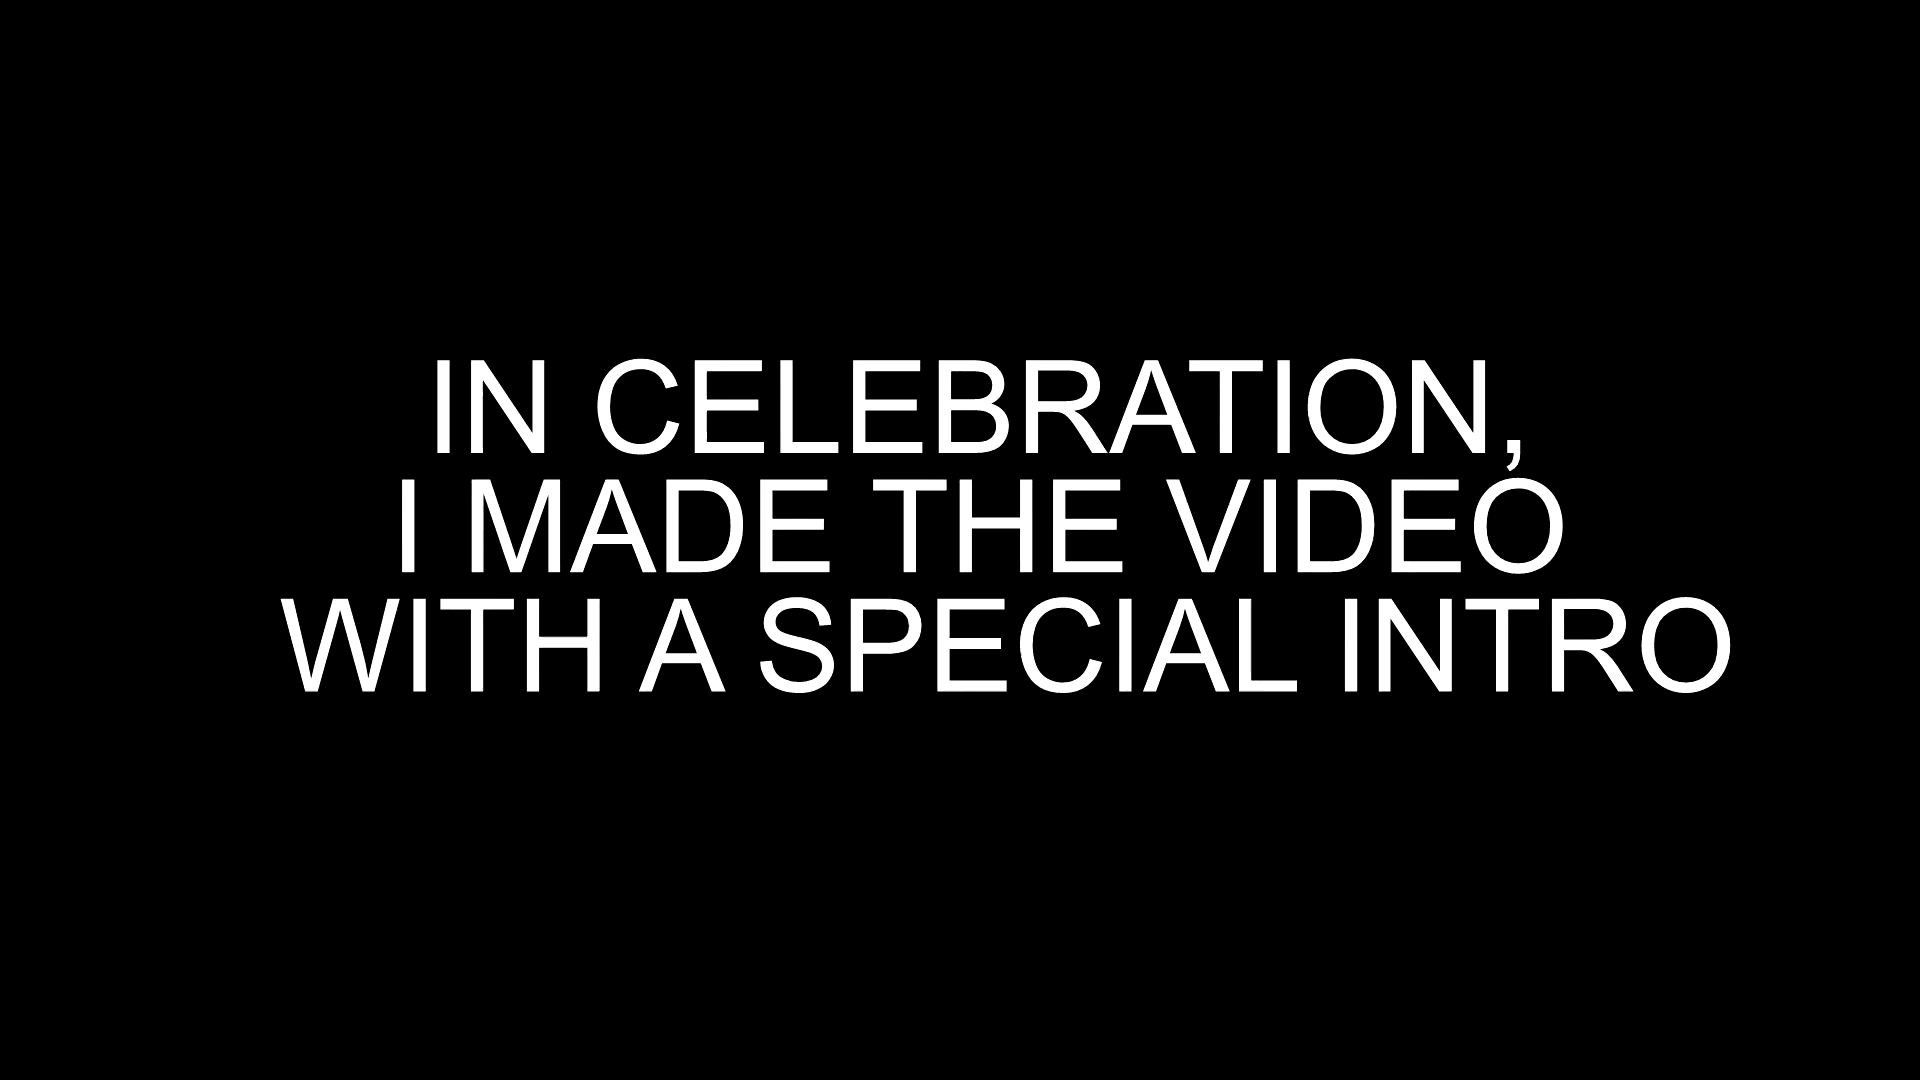 IN CELEBRATION,
I MADE THE VIDEO
WITH A SPECIAL INTRO